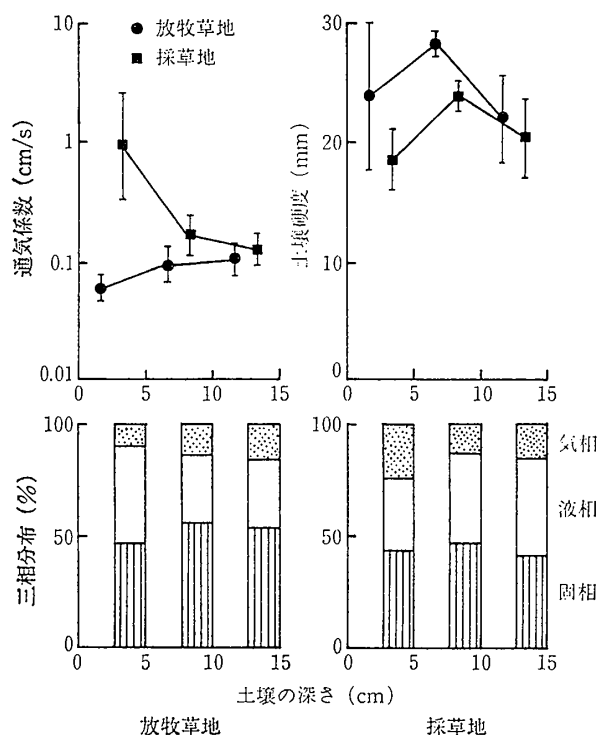 10
1
0.1
0.01
通気係数 (cm/s)
● 放牧草地
■ 採草地
0 5 10 15
30
20
10
0
土壌硬度 (mm)
0 5 10 15
100
50
0
三相分布 (%)
0 5 10 15
100
50
0
0 5 10 15
気相
液相
固相
土壌の深さ (cm)
放牧草地 採草地